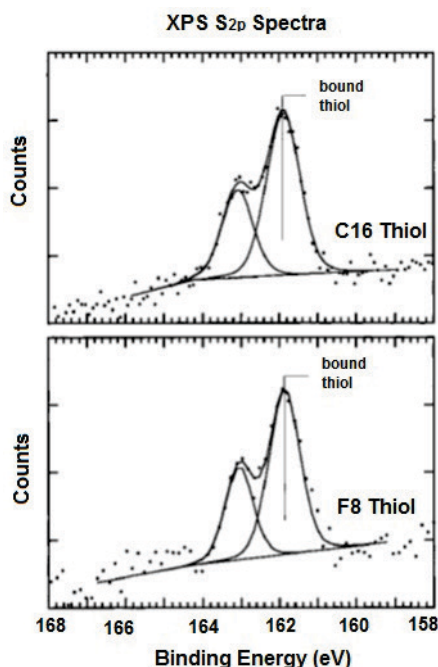 XPS S2p Spectra
bound
thiol
Counts
C16 Thiol
bound
thiol
Counts
F8 Thiol
168 166 164 162 160 158
Binding Energy (eV)